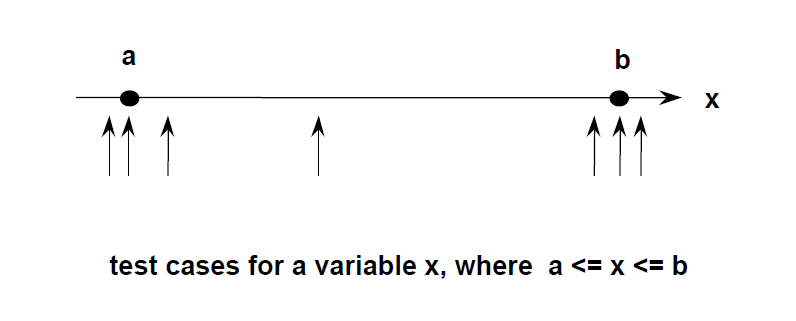 a
b
x
test cases for a variable x, where a <= x <= b